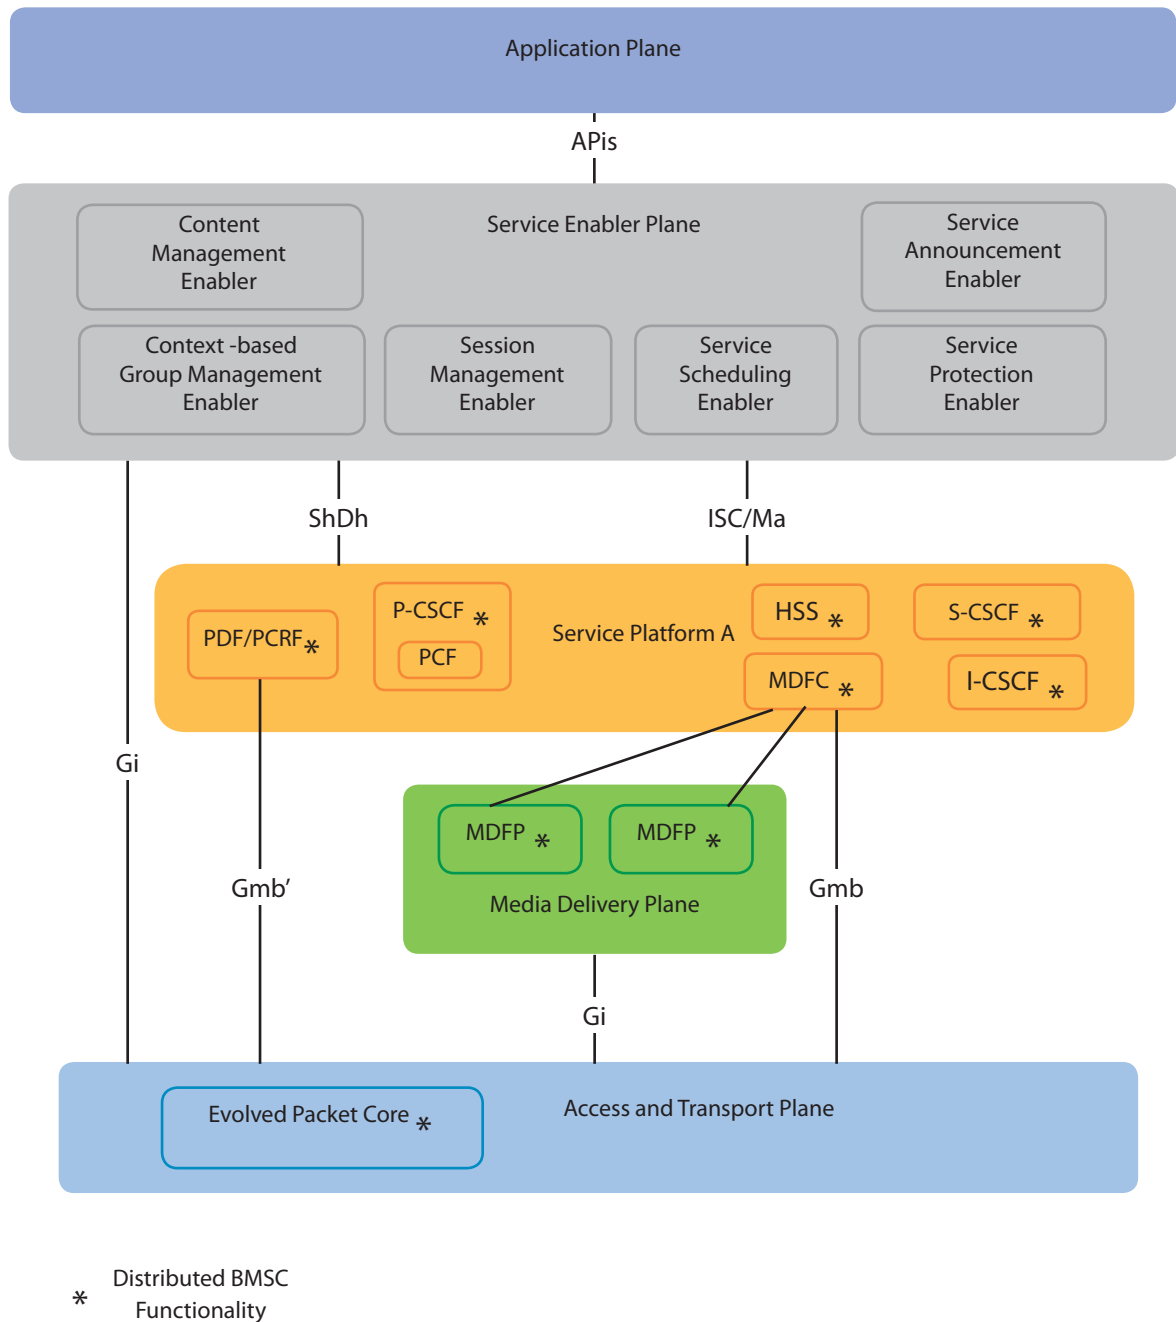 Application Plane
APis
Service Enabler Plane
Content
Management
Enabler
Service
Announcement
Enabler
Context -based
Group Management
Enabler
Session
Management
Enabler
Service
Scheduling
Enabler
Service
Protection
Enabler
ShDh
ISC/Ma
PDF/PCRF *
P-CSCF *
PCF
Service Platform A
HSS *
S-CSCF *
MDFC *
I-CSCF *
Gi
MDFP *
MDFP *
Media Delivery Plane
Gmb’
Gmb
Gi
Evolved Packet Core *
Access and Transport Plane
* Distributed BMSC
Functionality